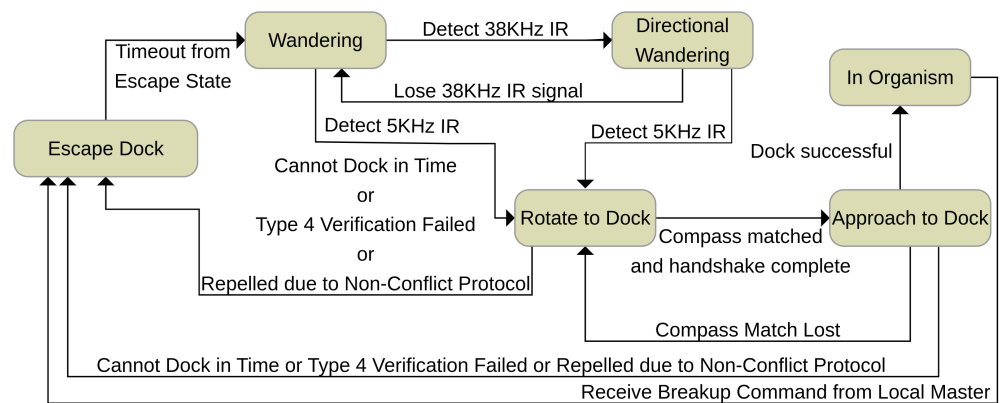 Wandering
Detect 38KHz IR
Directional
Wandering
Timeout from
Escape State
In Organism
Lose 38KHz IR signal
Detect 5KHz IR
Detect 5KHz IR
Escape Dock
Dock successful
Cannot Dock in Time
or
Type 4 Verification Failed
or
Repelled due to Non-Conflict Protocol
Rotate to Dock
Approach to Dock
Compass matched
and handshake complete
Compass Match Lost
Cannot Dock in Time or Type 4 Verification Failed or Repelled due to Non-Conflict Protocol
Receive Breakup Command from Local Master